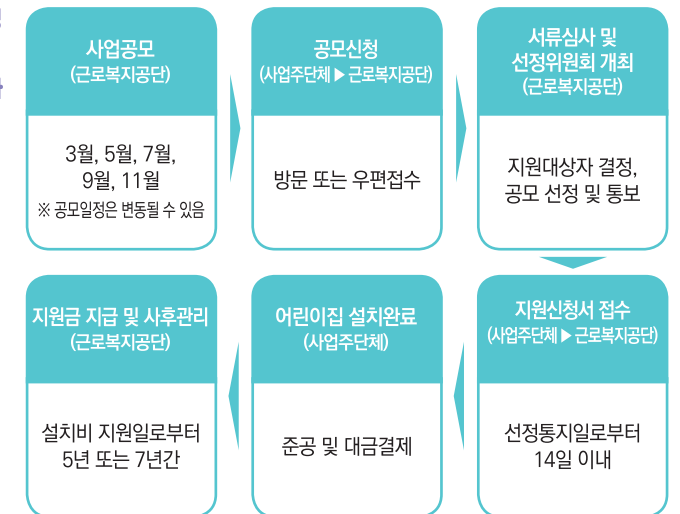 사업공모
(근로복지공단)
3월, 5월, 7월,
9월, 11월
※ 공모일정은 변동될 수 있음
공모신청
(사업주단체 ▶ 근로복지공단)
방문 또는 우편접수
서류심사 및
선정위원회 개최
(근로복지공단)
지원대상자 결정,
공모 선정 및 통보
지원신청서 접수
(사업주단체 ▶ 근로복지공단)
선정통지일로부터
14일 이내
어린이집 설치완료
(사업주단체)
준공 및 대금결제
지원금 지급 및 사후관리
(근로복지공단)
설치비 지원일로부터
5년 또는 7년간